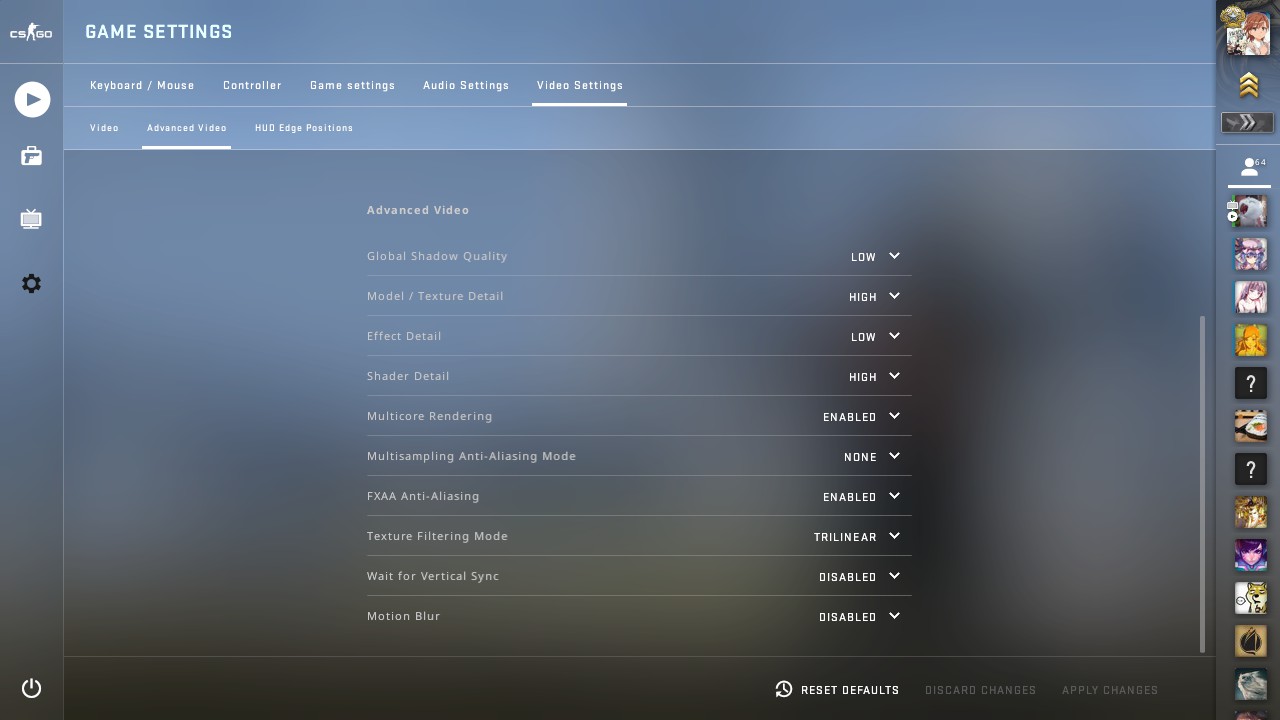 CS GO
GAME SETTINGS
Keyboard / Mouse Controller Game settings Audio Settings Video Settings
Video Advanced Video HUD Edge Positions
64
Advanced Video
Global Shadow Quality LOW
Model / Texture Detail HIGH
Effect Detail LOW
Shader Detail HIGH
Multicore Rendering ENABLED
Multisampling Anti-Aliasing Mode NONE
FXAA Anti-Aliasing ENABLED
Texture Filtering Mode TRILINEAR
Wait for Vertical Sync DISABLED
Motion Blur DISABLED
RESET DEFAULTS DISCARD CHANGES APPLY CHANGES
?
?